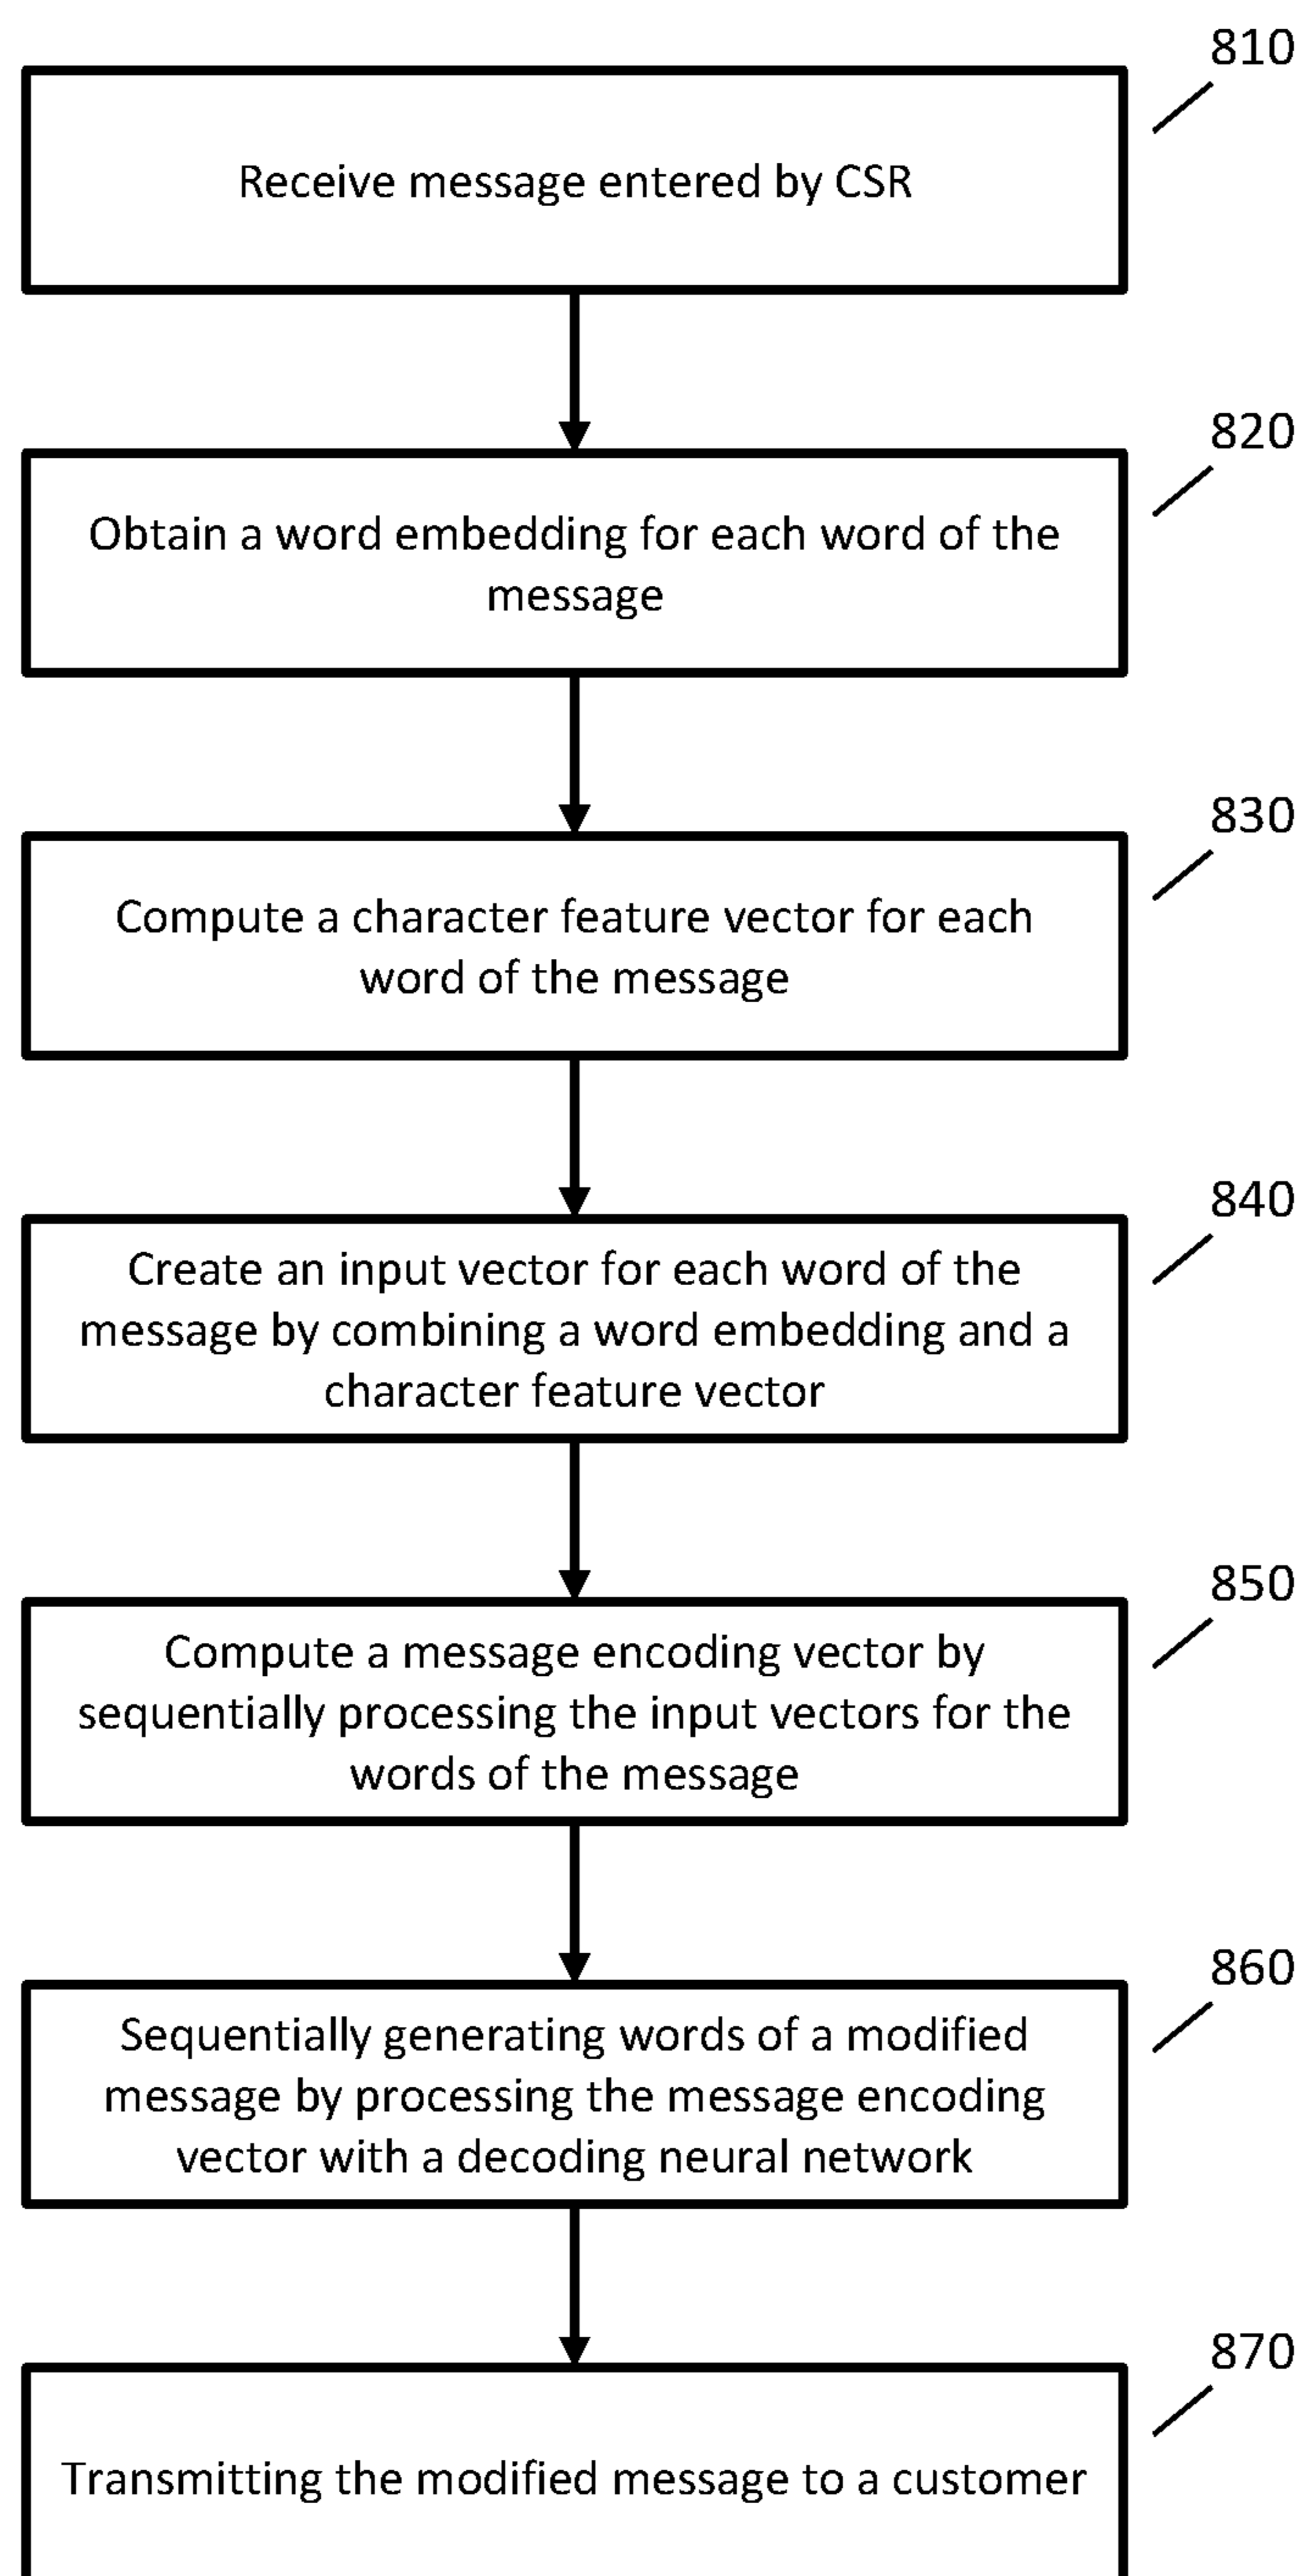 810
Receive message entered by CSR
820
Obtain a word embedding for each word of the
message
830
Compute a character feature vector for each
word of the message
840
Create an input vector for each word of the
message by combining a word embedding and a
character feature vector
850
Compute a message encoding vector by
sequentially processing the input vectors for the
words of the message
860
Sequentially generating words of a modified
message by processing the message encoding
vector with a decoding neural network
870
Transmitting the modified message to a customer